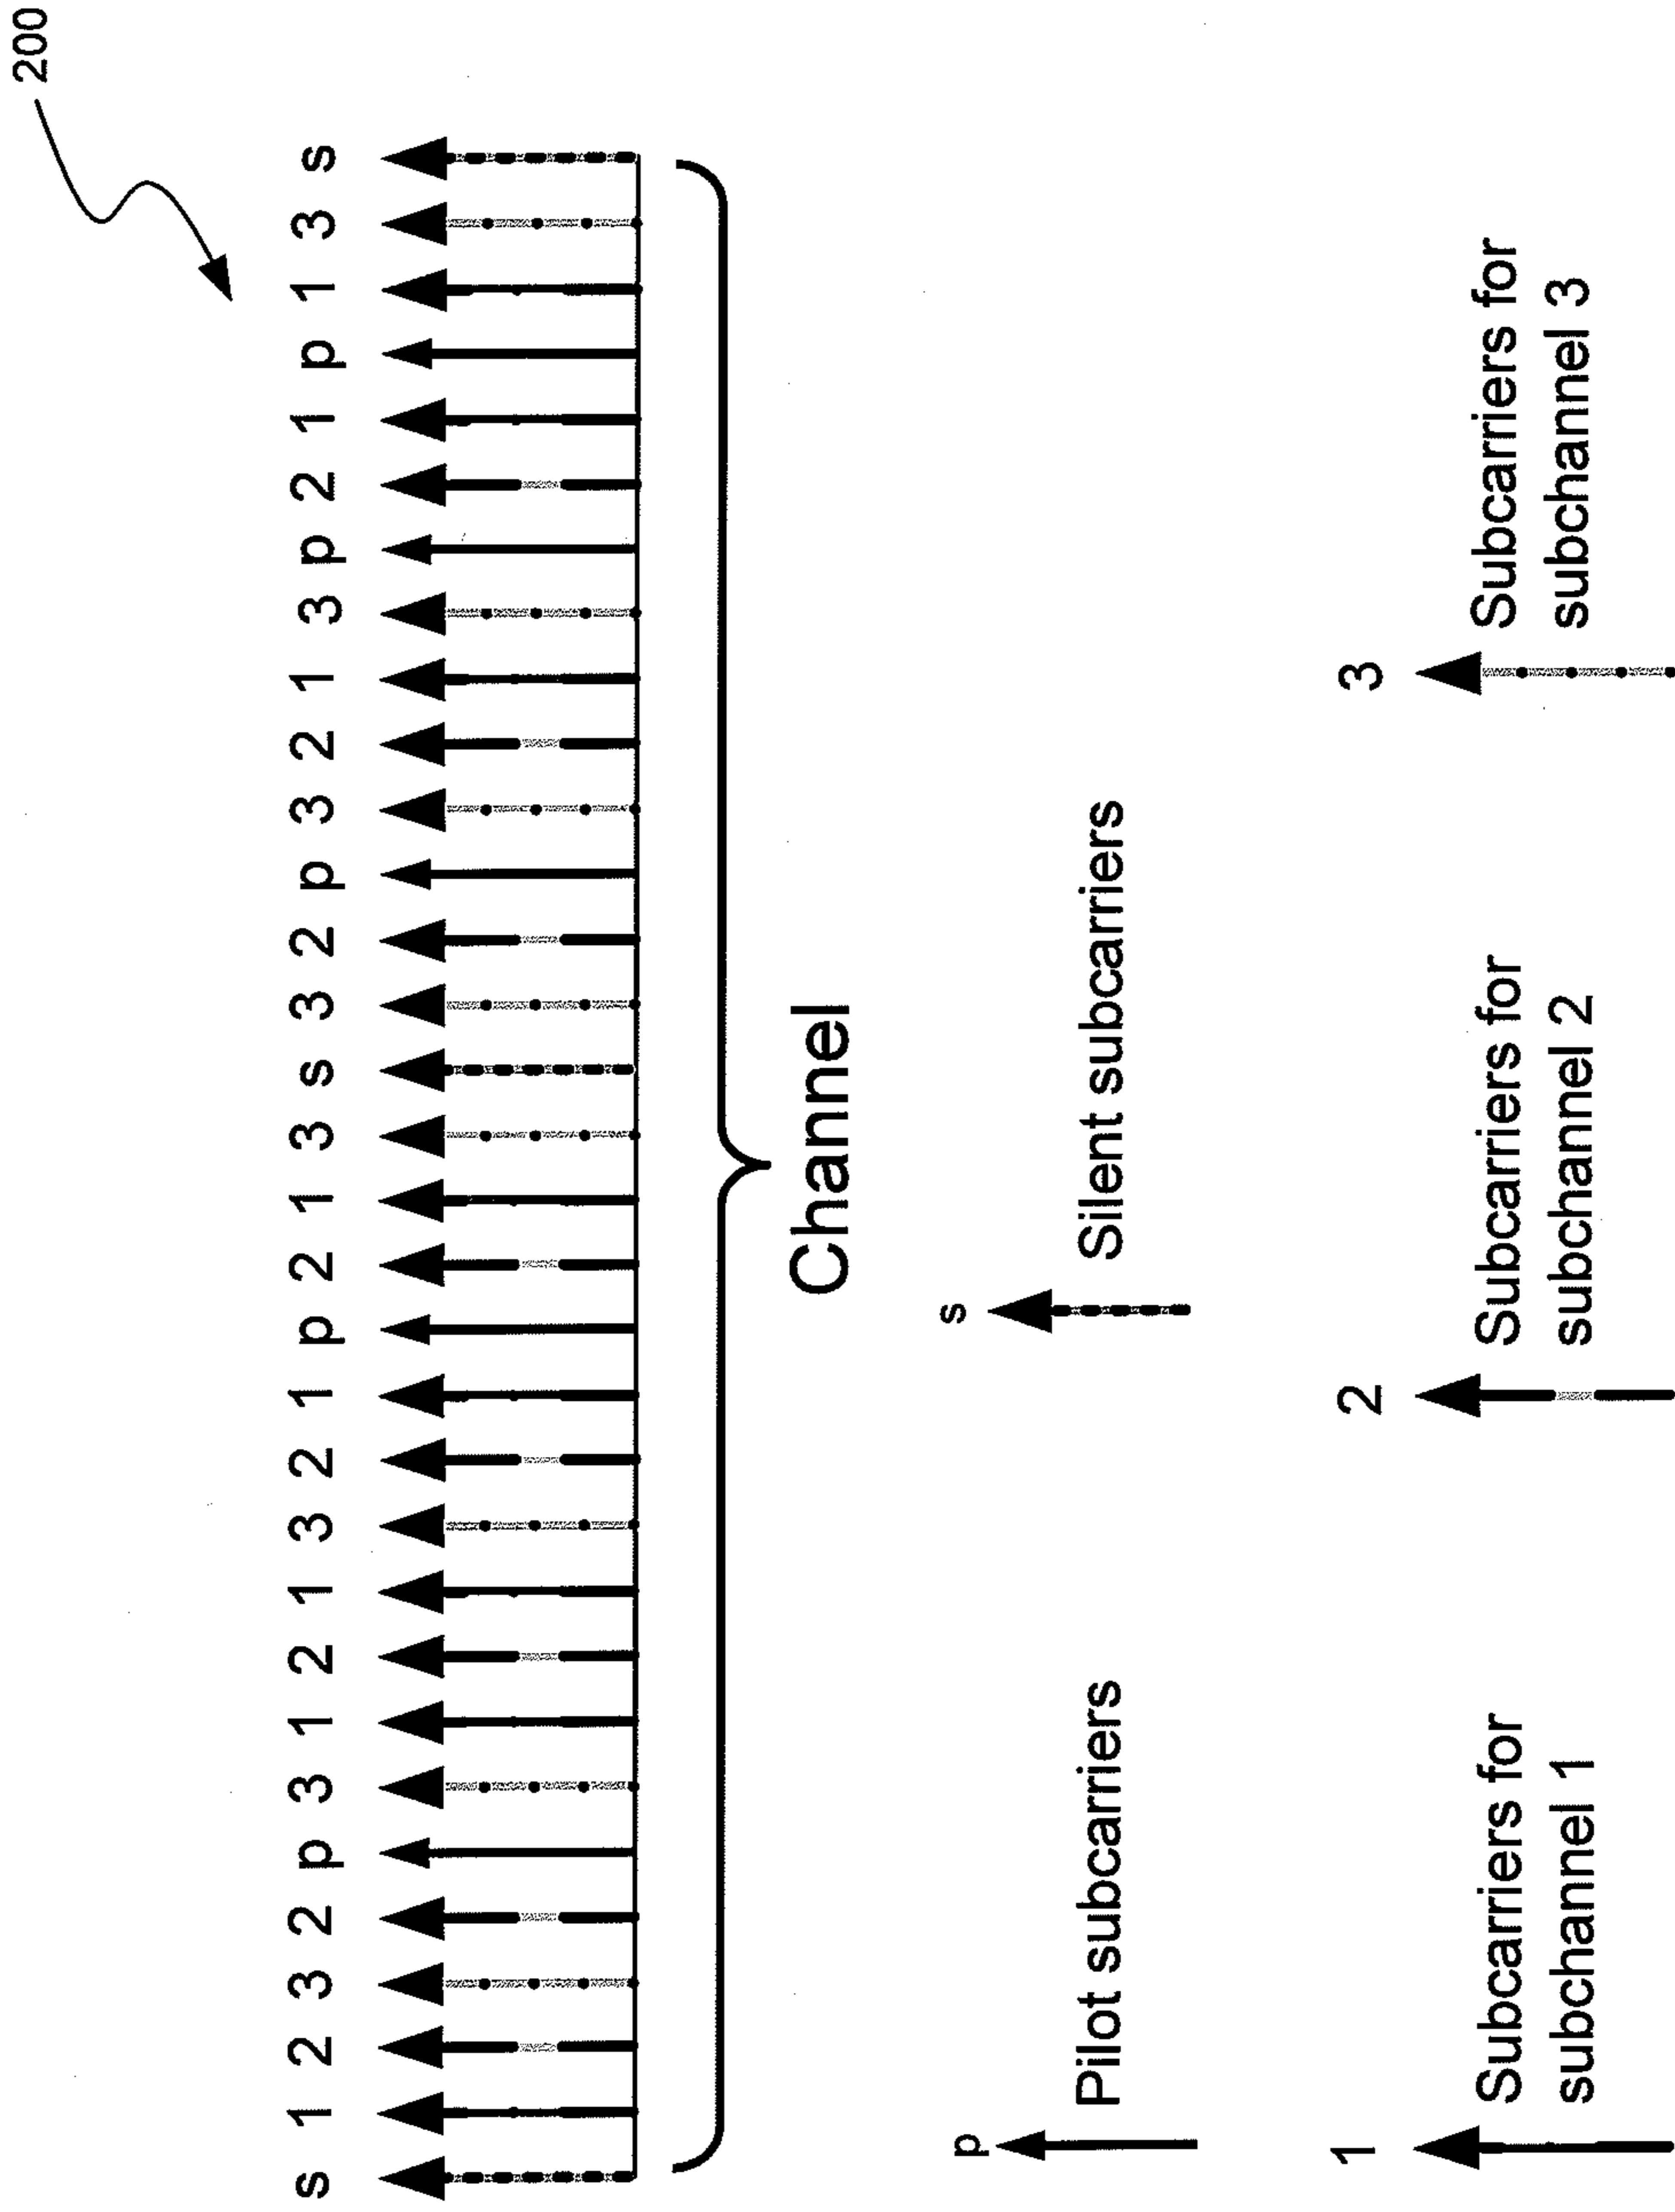 200
s 1 2 3 2 p 3 1 2 1 3 2 1 p 2 1 3 s 3 2 p 3 2 1 3 p 2 1 p 1 3 s
Channel
p Pilot subcarriers
s Silent subcarriers
1 Subcarriers for
subchannel 1
2 Subcarriers for
subchannel 2
3 Subcarriers for
subchannel 3